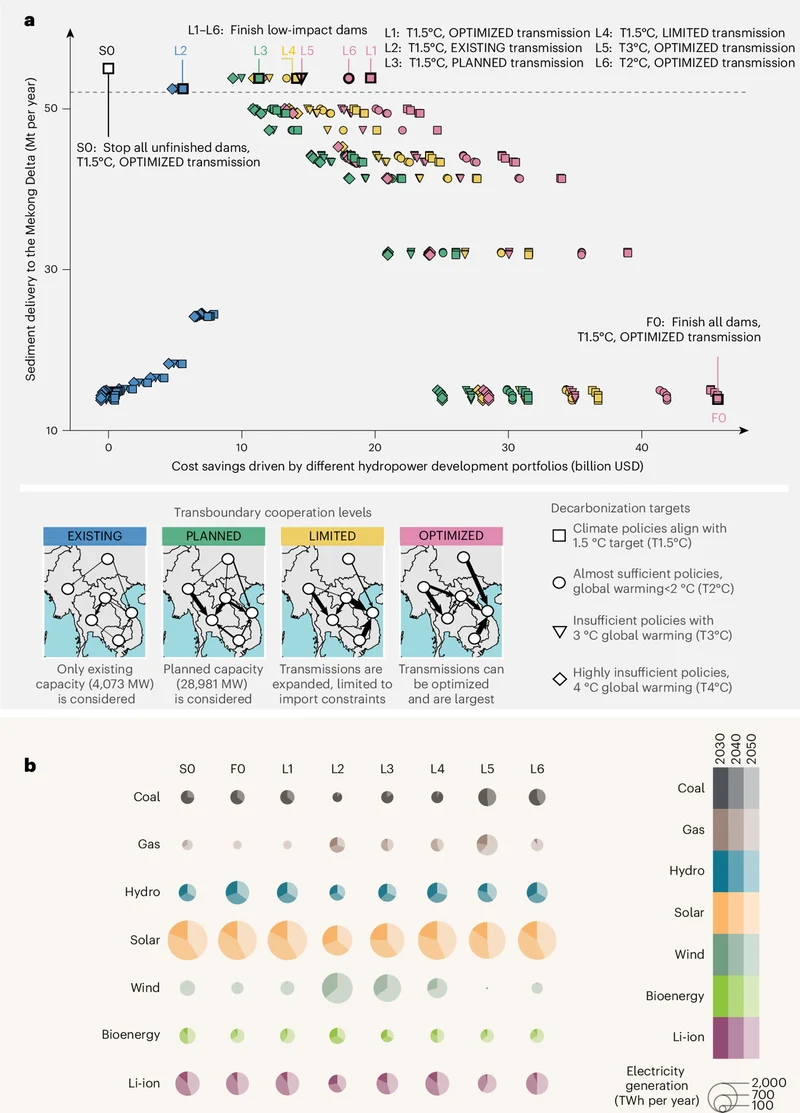 a
L1–L6: Finish low-impact dams
L1: T1.5°C, OPTIMIZED transmission
L2: T1.5°C, EXISTING transmission
L3: T1.5°C, PLANNED transmission
L4: T1.5°C, LIMITED transmission
L5: T3°C, OPTIMIZED transmission
L6: T2°C, OPTIMIZED transmission
S0
L2
L3
L4
L5
L6
L1
S0: Stop all unfinished dams,
T1.5°C, OPTIMIZED transmission
F0: Finish all dams,
T1.5°C, OPTIMIZED transmission
F0
Sediment delivery to the Mekong Delta (Mt per year)
50
30
10
0
10
20
30
40
Cost savings driven by different hydropower development portfolios (billion USD)
Transboundary cooperation levels
EXISTING
PLANNED
LIMITED
OPTIMIZED
Only existing
capacity (4,073 MW)
is considered
Planned capacity
(28,981 MW)
is considered
Transmissions are
expanded, limited to
import constraints
Transmissions can
be optimized
and are largest
Decarbonization targets
Climate policies align with
1.5 °C target (T1.5°C)
Almost sufficient policies,
global warming<2 °C (T2°C)
Insufficient policies with
3 °C global warming (T3°C)
Highly insufficient policies,
4 °C global warming (T4°C)
b
S0 F0 L1 L2 L3 L4 L5 L6
Coal
Gas
Hydro
Solar
Wind
Bioenergy
Li-ion
2030
2040
2050
Coal
Gas
Hydro
Solar
Wind
Bioenergy
Li-ion
Electricity
generation
(TWh per year)
2,000
700
100